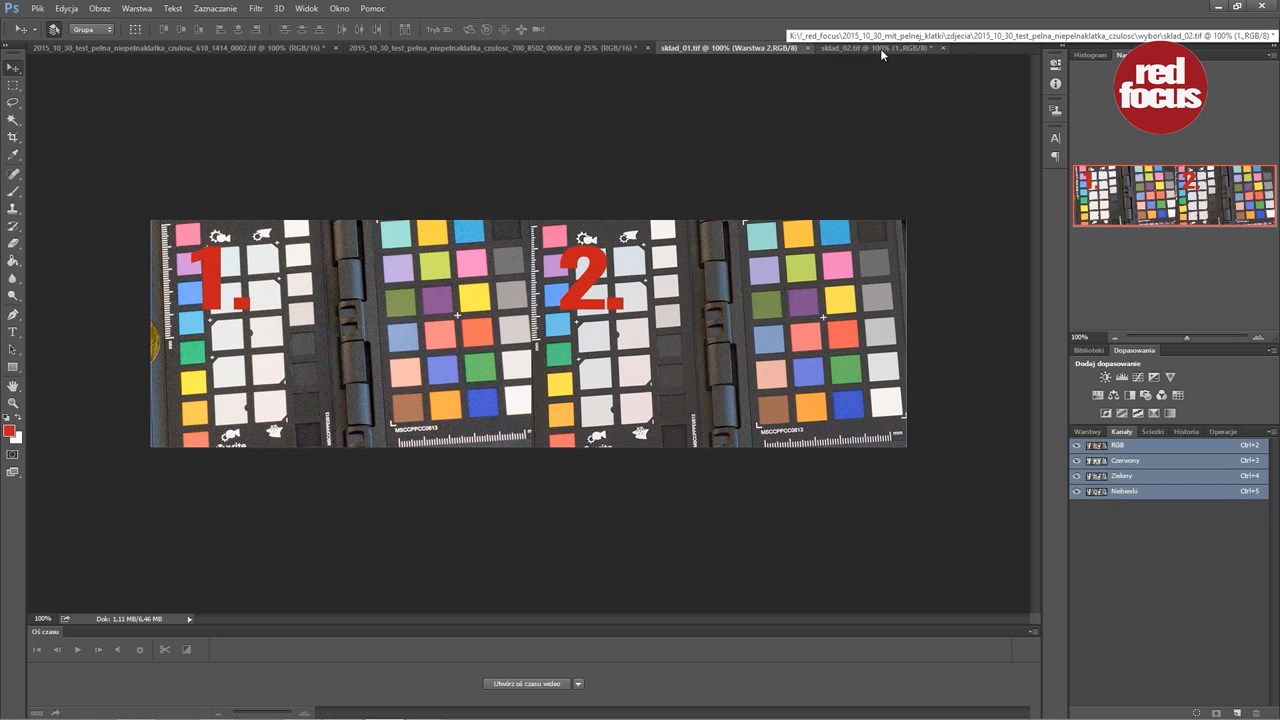 Ps Plik Edycja Obraz Warstwa Tekst Zaznaczanie Filtr 3D Widok Okno Pomoc
Grupa Tryb 3D:
K:\!_red_focus\2015_10_30_mit_pelnej_klatki\zdjecia\2015_10_30_test_pelna_niepelnaklatka_czulosc\wybor\sklad_02.tif @ 100% (1.,RGB/8) *
2015_10_30_test_pelna_niepelnaklatka_czulosc_610_1414_0002.tif @ 100% (RGB/16) * ×
2015_10_30_test_pelna_niepelnaklatka_czulosc_700_8502_0006.tif @ 25% (RGB/16) * ×
sklad_01.tif @ 100% (Warstwa 2,RGB/8) ×
sklad_02.tif @ 100% (1.,RGB/8) * ×
Histogram
red
focus
1.
2.
MSCCPPCC0613
MSCCPPCC0613
mm
100%
Biblioteki Dopasowania
Dodaj dopasowanie
Warstwy Kanały Ścieżki Historia Operacje
RGB Ctrl+2
Czerwony Ctrl+3
Zielony Ctrl+4
Niebieski Ctrl+5
100% Dok: 1,11 MB/6,46 MB
Oś czasu
Utwórz oś czasu wideo